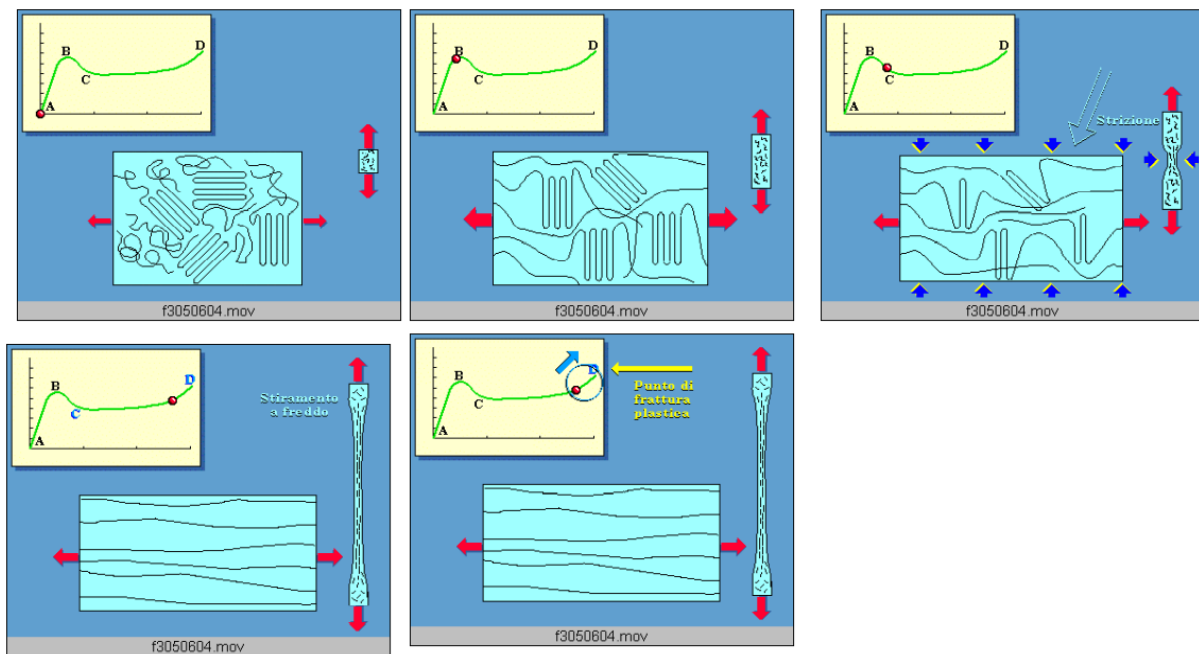 B
D
C
A
f3050604.mov
B
D
C
A
f3050604.mov
B
D
C
A
Strizione
f3050604.mov
B
D
C
A
Stiramento
a freddo
f3050604.mov
B
D
C
A
Punto di
frattura
plastica
f3050604.mov